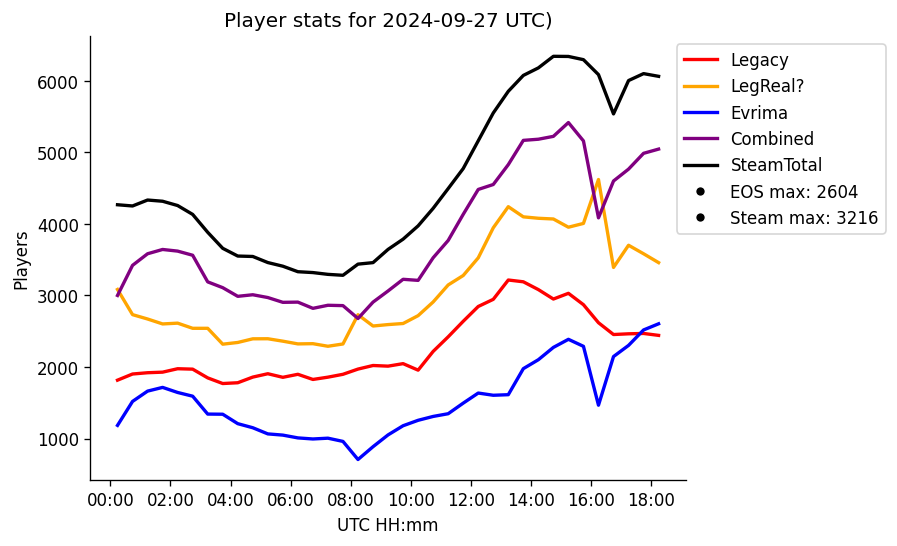 Player stats for 2024-09-27 UTC)
Legacy
LegReal?
Evrima
Combined
SteamTotal
EOS max: 2604
Steam max: 3216
Players
6000
5000
4000
3000
2000
1000
00:00 02:00 04:00 06:00 08:00 10:00 12:00 14:00 16:00 18:00
UTC HH:mm